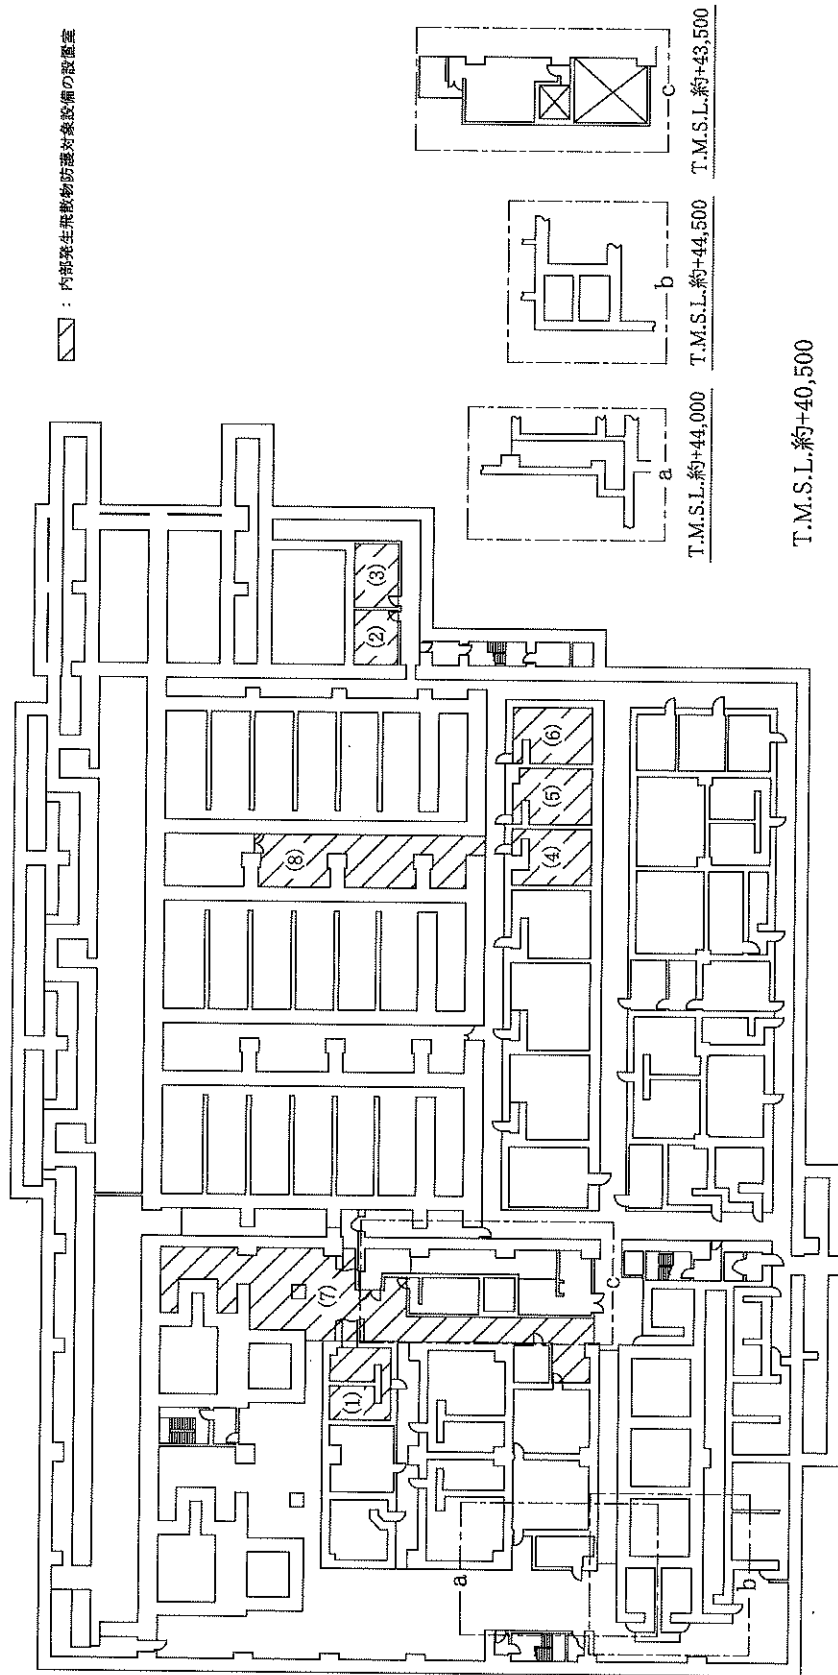 ：内部発生飛散物防護対象設備の設置室
(1)
(2)
(3)
(4)
(5)
(6)
(7)
(8)
a
b
c
a
T.M.S.L.約+44,000
b
T.M.S.L.約+44,500
c
T.M.S.L.約+43,500
T.M.S.L.約+40,500